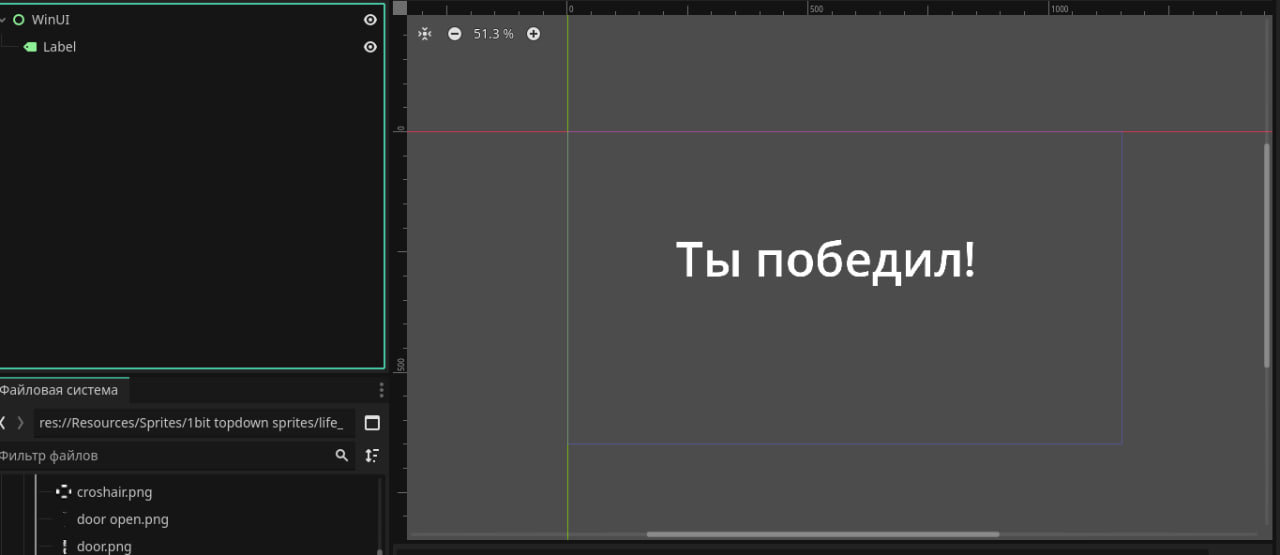 WinUI
Label
Файловая система
res://Resources/Sprites/1bit topdown sprites/life_
Фильтр файлов
croshair.png
door open.png
door.png
0
500
1000
51.3 %
0
500
Ты победил!